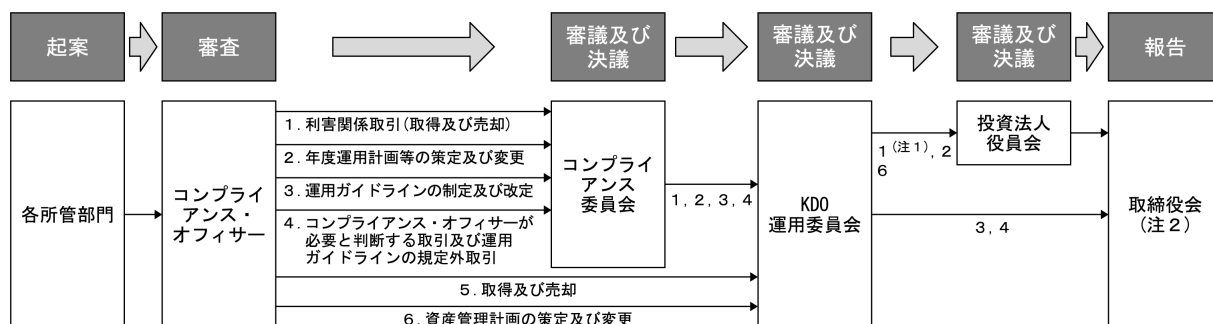 起案
審査
審議及び
決議
審議及び
決議
審議及び
決議
報告
各所管部門
コンプライ
アンス・
オフィサー
1.利害関係取引(取得及び売却)
2.年度運用計画等の策定及び変更
3.運用ガイドラインの制定及び改定
4.コンプライアンス・オフィサーが
必要と判断する取引及び運用
ガイドラインの規定外取引
5.取得及び売却
6.資産管理計画の策定及び変更
コンプライ
アンス
委員会
1,2,3,4
KDO
運用委員会
1(注1),2
6
3,4
投資法人
役員会
取締役会
(注2)